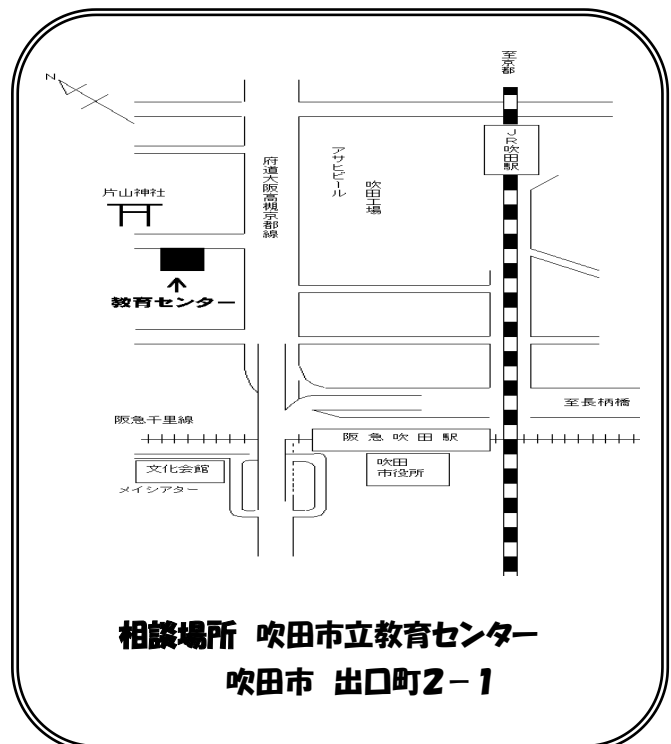 至京都
N
JR吹田駅
府道大阪高槻京都線
アサヒビール
吹田工場
片山神社
↑
教育センター
至長柄橋
阪急千里線
阪急吹田駅
文化会館
メイシアター
吹田
市役所
相談場所 吹田市立教育センター
吹田市 出口町2-1